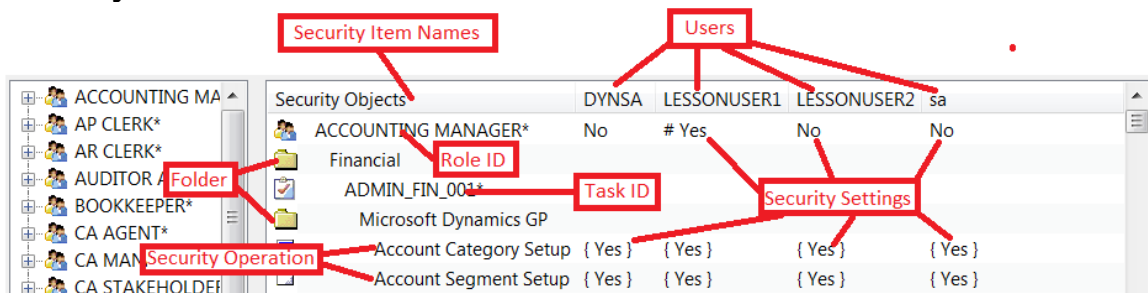 Security Item Names
Users
ACCOUNTING MA
AP CLERK*
AR CLERK*
AUDITOR A
BOOKKEEPER*
CA AGENT*
CA MAN
CA STAKEHOLDER
Folder
Security Operation
Security Objects DYNSA LESSONUSER1 LESSONUSER2 sa
ACCOUNTING MANAGER* No # Yes No No
Financial
Role ID
ADMIN_FIN_001*
Task ID
Security Settings
Microsoft Dynamics GP
Account Category Setup { Yes } { Yes } { Yes } { Yes }
Account Segment Setup { Yes } { Yes } { Yes } { Yes }